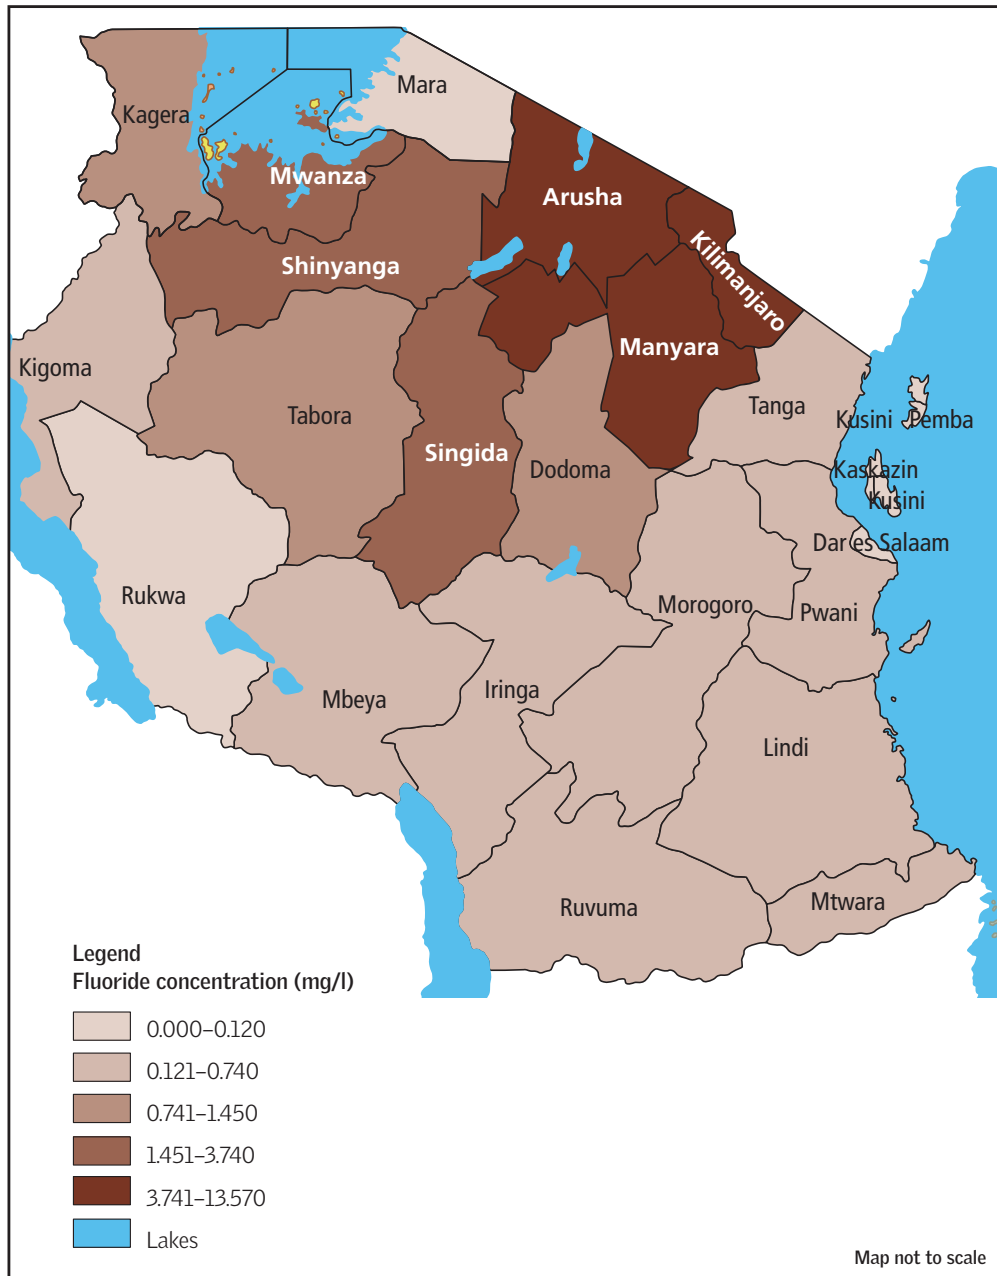 Mara
Kagera
Mwanza
Arusha
Kilimanjaro
Shinyanga
Manyara
Kigoma
Tabora
Tanga
Kusini Pemba
Singida
Dodoma
Kaskazin
Kusini
Dar es Salaam
Rukwa
Morogoro
Pwani
Mbeya
Iringa
Lindi
Ruvuma
Mtwara
Legend
Fluoride concentration (mg/l)
0.000–0.120
0.121–0.740
0.741–1.450
1.451–3.740
3.741–13.570
Lakes
Map not to scale